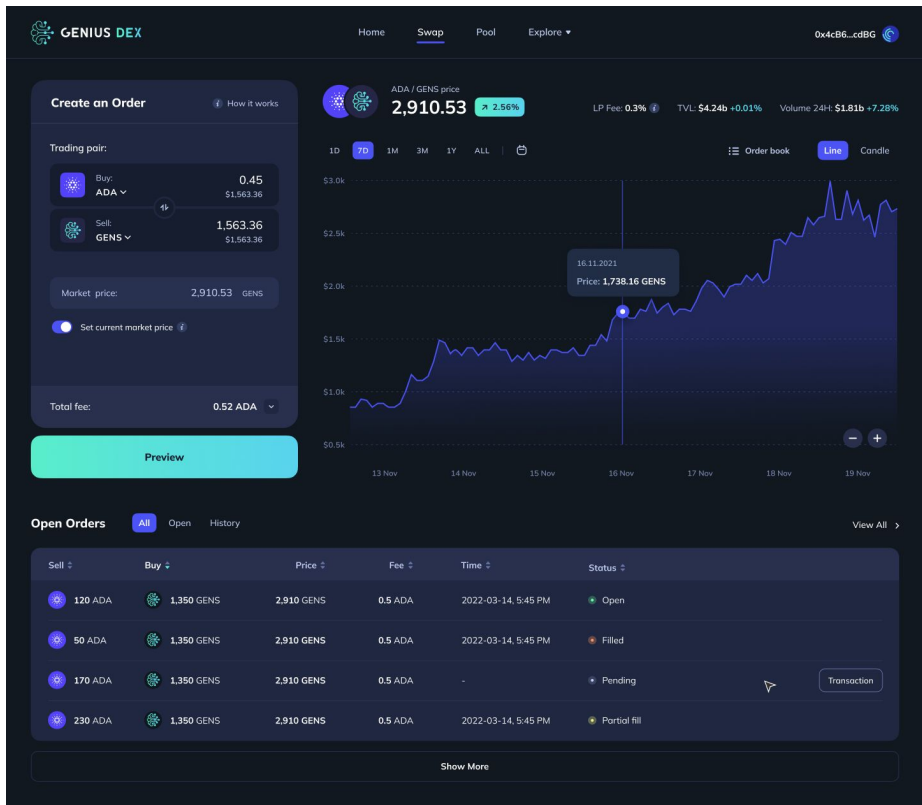 GENIUS DEX
Home Swap Pool Explore
0x4cB6...cdBG
Create an Order
How it works
Trading pair:
Buy:
ADA
0.45
$1,563.36
Sell:
GENS
1,563.36
$1,563.36
Market price: 2,910.53 GENS
Set current market price
Total fee: 0.52 ADA
Preview
ADA / GENS price
2,910.53 2.56%
LP Fee: 0.3% TVL: $4.24b +0.01% Volume 24H: $1.81b +7.28%
1D 7D 1M 3M 1Y ALL
Order book Line Candle
$3.0k
$2.5k
$2.0k
$1.5k
$1.0k
$0.5k
16.11.2021
Price: 1,738.16 GENS
13 Nov 14 Nov 15 Nov 16 Nov 17 Nov 18 Nov 19 Nov
Open Orders All Open History
View All
Sell Buy Price Fee Time Status
120 ADA 1,350 GENS 2,910 GENS 0.5 ADA 2022-03-14, 5:45 PM Open
50 ADA 1,350 GENS 2,910 GENS 0.5 ADA 2022-03-14, 5:45 PM Filled
170 ADA 1,350 GENS 2,910 GENS 0.5 ADA - Pending Transaction
230 ADA 1,350 GENS 2,910 GENS 0.5 ADA 2022-03-14, 5:45 PM Partial fill
Show More